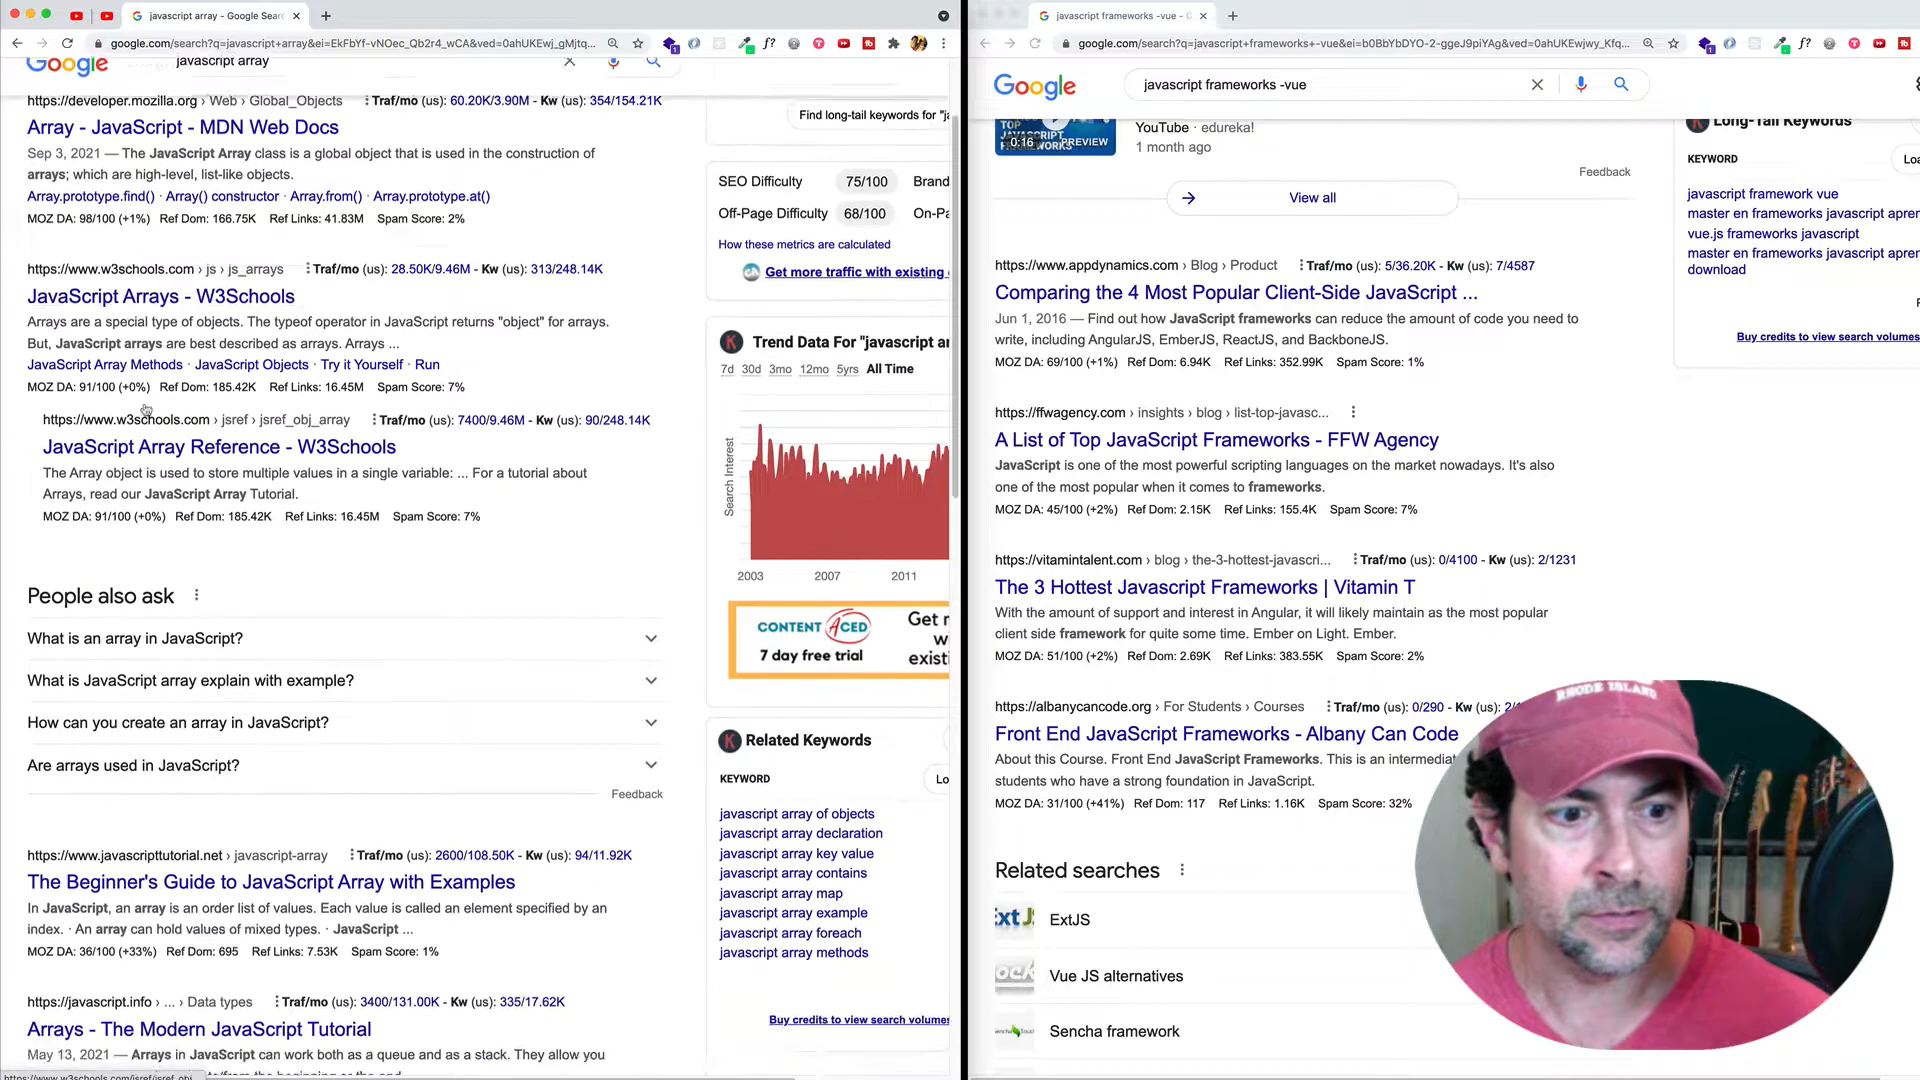 javascript array - Google Sear
google.com/search?q=javascript+array&ei=EkFbYf-vNOec_Qb2r4_wCA&ved=0ahUKEwj_gMjtq...
Google
javascript array
https://developer.mozilla.org › Web › Global_Objects
Traf/mo (us): 60.20K/3.90M - Kw (us): 354/154.21K
Array - JavaScript - MDN Web Docs
Sep 3, 2021 — The JavaScript Array class is a global object that is used in the construction of
arrays; which are high-level, list-like objects.
Array.prototype.find() · Array() constructor · Array.from() · Array.prototype.at()
MOZ DA: 98/100 (+1%) Ref Dom: 166.75K Ref Links: 41.83M Spam Score: 2%
https://www.w3schools.com › js › js_arrays
Traf/mo (us): 28.50K/9.46M - Kw (us): 313/248.14K
JavaScript Arrays - W3Schools
Arrays are a special type of objects. The typeof operator in JavaScript returns "object" for arrays.
But, JavaScript arrays are best described as arrays. Arrays ...
JavaScript Array Methods · JavaScript Objects · Try it Yourself · Run
MOZ DA: 91/100 (+0%) Ref Dom: 185.42K Ref Links: 16.45M Spam Score: 7%
https://www.w3schools.com › jsref › jsref_obj_array
Traf/mo (us): 7400/9.46M - Kw (us): 90/248.14K
JavaScript Array Reference - W3Schools
The Array object is used to store multiple values in a single variable: ... For a tutorial about
Arrays, read our JavaScript Array Tutorial.
MOZ DA: 91/100 (+0%) Ref Dom: 185.42K Ref Links: 16.45M Spam Score: 7%
People also ask
What is an array in JavaScript?
What is JavaScript array explain with example?
How can you create an array in JavaScript?
Are arrays used in JavaScript?
Feedback
https://www.javascripttutorial.net › javascript-array
Traf/mo (us): 2600/108.50K - Kw (us): 94/11.92K
The Beginner's Guide to JavaScript Array with Examples
In JavaScript, an array is an order list of values. Each value is called an element specified by an
index. · An array can hold values of mixed types. · JavaScript ...
MOZ DA: 36/100 (+33%) Ref Dom: 695 Ref Links: 7.53K Spam Score: 1%
https://javascript.info › ... › Data types
Traf/mo (us): 3400/131.00K - Kw (us): 335/17.62K
Arrays - The Modern JavaScript Tutorial
May 13, 2021 — Arrays in JavaScript can work both as a queue and as a stack. They allow you
Find long-tail keywords for "ja
SEO Difficulty 75/100 Brand
Off-Page Difficulty 68/100 On-Pa
How these metrics are calculated
Get more traffic with existing
Trend Data For "javascript ar
7d 30d 3mo 12mo 5yrs All Time
Search Interest
2003 2007 2011
CONTENT ACED
7 day free trial
Get m
w
existi
Related Keywords
KEYWORD
Lo
javascript array of objects
javascript array declaration
javascript array key value
javascript array contains
javascript array map
javascript array example
javascript array foreach
javascript array methods
Buy credits to view search volumes
javascript frameworks -vue - G
google.com/search?q=javascript+frameworks+-vue&ei=b0BbYbDYO-2-ggeJ9piYAg&ved=0ahUKEwjwy_Kfq...
Google
javascript frameworks -vue
TOP
JAVASCRIPT
FRAMEWORKS
0:16
PREVIEW
YouTube · edureka!
1 month ago
Feedback
View all
https://www.appdynamics.com › Blog › Product
Traf/mo (us): 5/36.20K - Kw (us): 7/4587
Comparing the 4 Most Popular Client-Side JavaScript ...
Jun 1, 2016 — Find out how JavaScript frameworks can reduce the amount of code you need to
write, including AngularJS, EmberJS, ReactJS, and BackboneJS.
MOZ DA: 69/100 (+1%) Ref Dom: 6.94K Ref Links: 352.99K Spam Score: 1%
https://ffwagency.com › insights › blog › list-top-javasc...
A List of Top JavaScript Frameworks - FFW Agency
JavaScript is one of the most powerful scripting languages on the market nowadays. It's also
one of the most popular when it comes to frameworks.
MOZ DA: 45/100 (+2%) Ref Dom: 2.15K Ref Links: 155.4K Spam Score: 7%
https://vitamintalent.com › blog › the-3-hottest-javascri...
Traf/mo (us): 0/4100 - Kw (us): 2/1231
The 3 Hottest Javascript Frameworks | Vitamin T
With the amount of support and interest in Angular, it will likely maintain as the most popular
client side framework for quite some time. Ember on Light. Ember.
MOZ DA: 51/100 (+2%) Ref Dom: 2.69K Ref Links: 383.55K Spam Score: 2%
https://albanycancode.org › For Students › Courses
Traf/mo (us): 0/290 - Kw (us): 2/
Front End JavaScript Frameworks - Albany Can Code
About this Course. Front End JavaScript Frameworks. This is an intermediat
students who have a strong foundation in JavaScript.
MOZ DA: 31/100 (+41%) Ref Dom: 117 Ref Links: 1.16K Spam Score: 32%
Related searches
ExtJS
Vue JS alternatives
Sencha framework
Long-Tail Keywords
KEYWORD
Loa
javascript framework vue
master en frameworks javascript apren
vue.js frameworks javascript
master en frameworks javascript apren
download
Buy credits to view search volumes
RHODE ISLAND